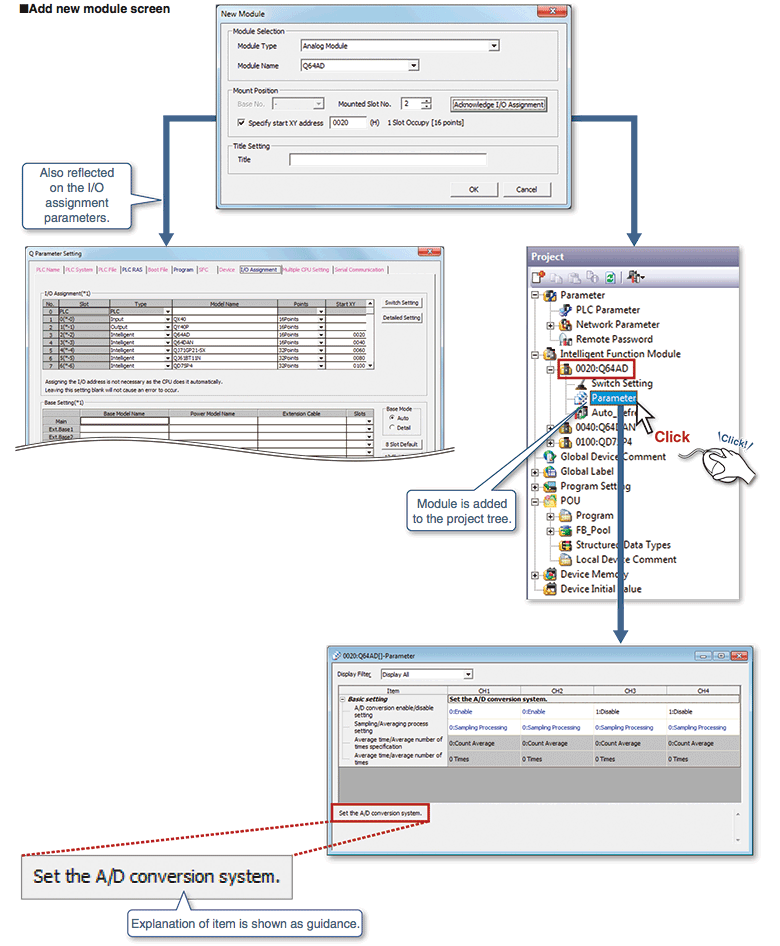 ■Add new module screen
New Module
Module Selection
Module Type Analog Module
Module Name Q64AD
Mount Position
Base No. - Mounted Slot No. 2 Acknowledge I/O Assignment
Specify start XY address 0020 (H) 1 Slot Occupy [16 points]
Title Setting
Title
OK Cancel
Also reflected
on the I/O
assignment
parameters.
Q Parameter Setting
PLC Name PLC System PLC File PLC RAS Boot File Program SFC Device I/O Assignment Multiple CPU Setting Serial Communication
I/O Assignment(*1)
No. Slot Type Model Name Points Start XY
0 PLC PLC
1 0(*-0) Input QX40 16Points
2 1(*-1) Output QY40P 16Points
3 2(*-2) Intelligent Q64AD 16Points 0020
4 3(*-3) Intelligent Q64DAN 16Points 0040
5 4(*-4) Intelligent QJ71GP21-SX 32Points 0060
6 5(*-5) Intelligent QJ61BT11N 32Points 0080
7 6(*-6) Intelligent QD75P4 32Points 0100
Switch Setting
Detailed Setting
Assigning the I/O address is not necessary as the CPU does it automatically.
Leaving this setting blank will not cause an error to occur.
Base Setting(*1)
Base Model Name Power Model Name Extension Cable Slots
Main
Ext.Base1
Ext.Base2
Base Mode
Auto
Detail
8 Slot Default
Project
Parameter
PLC Parameter
Network Parameter
Remote Password
Intelligent Function Module
0020:Q64AD
Switch Setting
Parameter
Auto_Refre
0040:Q64DAN
0100:QD75P4
Global Device Comment
Global Label
Program Setting
POU
Program
FB_Pool
Structured Data Types
Local Device Comment
Device Memory
Device Initial Value
Click
Click!
Module is added
to the project tree.
0020:Q64AD[]-Parameter
Display Filter Display All
Item CH1 CH2 CH3 CH4
Basic setting Set the A/D conversion system.
A/D conversion enable/disable
setting 0:Enable 0:Enable 1:Disable 1:Disable
Sampling/Averaging process
setting 0:Sampling Processing 0:Sampling Processing 0:Sampling Processing 0:Sampling Processing
Average time/Average number of
times specification 0:Count Average 0:Count Average 0:Count Average 0:Count Average
Average time/average number of
times 0 Times 0 Times 0 Times 0 Times
Set the A/D conversion system.
Set the A/D conversion system.
Explanation of item is shown as guidance.